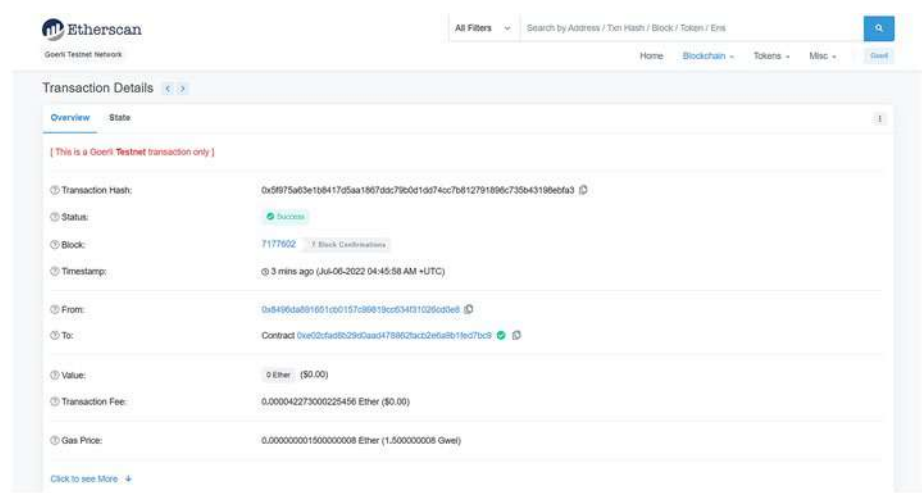 Etherscan
All Filters Search by Address / Txn Hash / Block / Token / Ens
Goerli Testnet Network
Home Blockchain Tokens Misc Goerli
Transaction Details
Overview State
[ This is a Goerli Testnet transaction only ]
Transaction Hash:
Status: Success
Block: 7177602 7 Block Confirmations
Timestamp: 3 mins ago (Jul-06-2022 04:45:58 AM +UTC)
From:
To: Contract
Value: 0 Ether ($0.00)
Transaction Fee: 0.000042273000225456 Ether ($0.00)
Gas Price: 0.000000001500000008 Ether (1.500000008 Gwei)
Click to see More